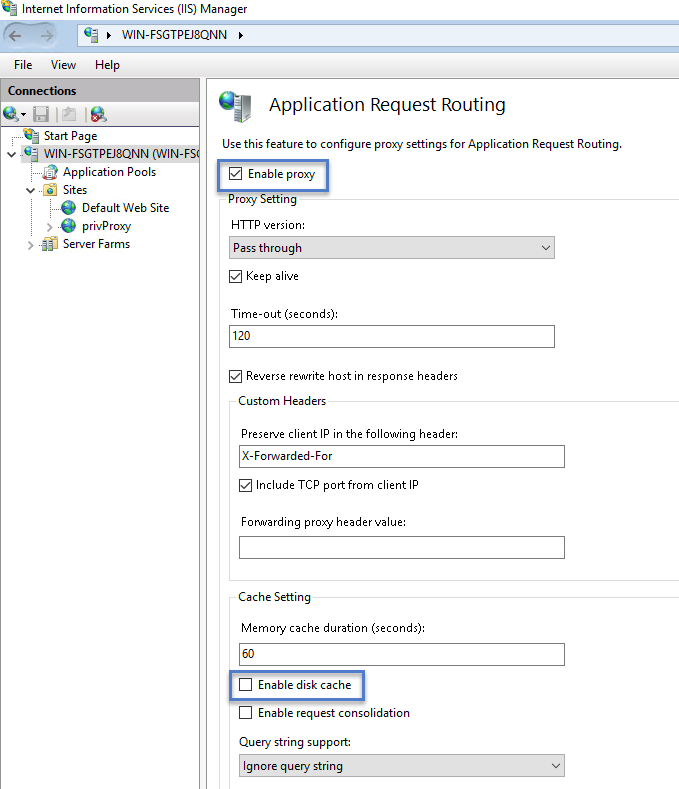 Internet Information Services (IIS) Manager
WIN-FSGTPEJ8QNN
File View Help
Connections
Start Page
WIN-FSGTPEJ8QNN (WIN-FSG
Application Pools
Sites
Default Web Site
privProxy
Server Farms
Application Request Routing
Use this feature to configure proxy settings for Application Request Routing.
Enable proxy
Proxy Setting
HTTP version:
Pass through
Keep alive
Time-out (seconds):
120
Reverse rewrite host in response headers
Custom Headers
Preserve client IP in the following header:
X-Forwarded-For
Include TCP port from client IP
Forwarding proxy header value:
Cache Setting
Memory cache duration (seconds):
60
Enable disk cache
Enable request consolidation
Query string support:
Ignore query string